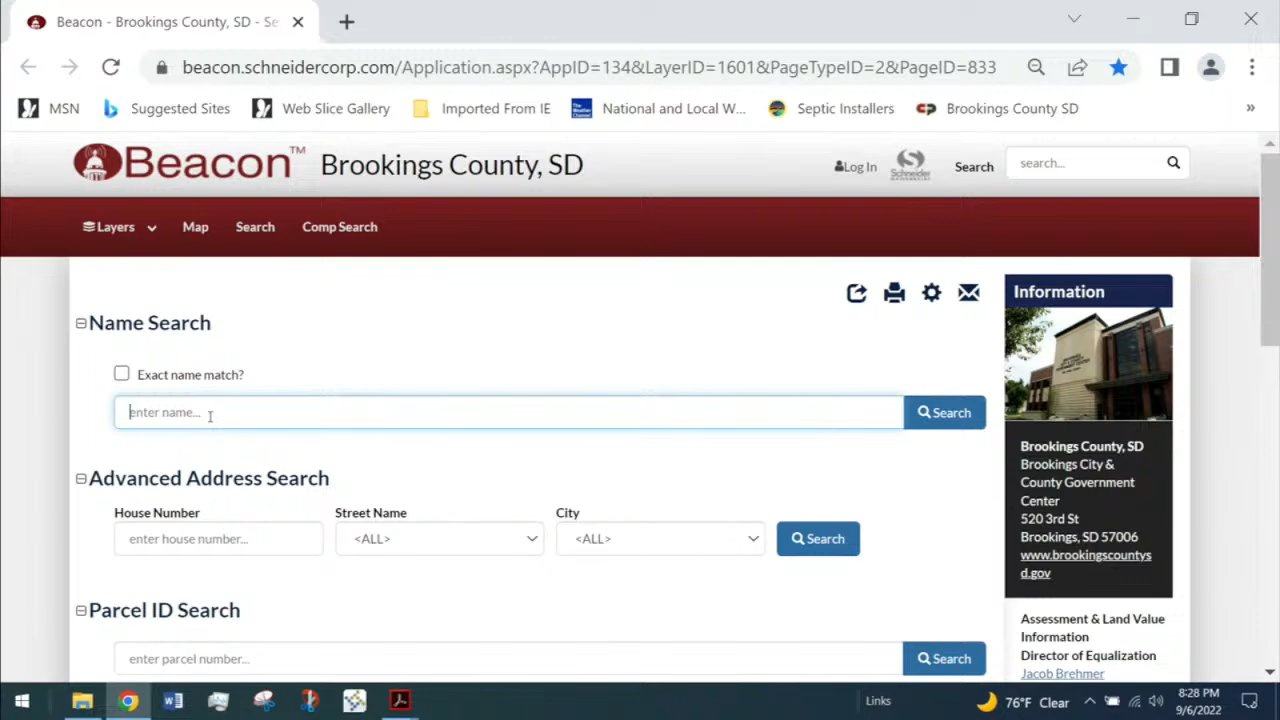 Beacon - Brookings County, SD - Se
beacon.schneidercorp.com/Application.aspx?AppID=134&LayerID=1601&PageTypeID=2&PageID=833
MSN
Suggested Sites
Web Slice Gallery
Imported From IE
National and Local W...
Septic Installers
Brookings County SD
»
Beacon™
Brookings County, SD
Log In
Schneider
Search
search...
Layers
Map
Search
Comp Search
Name Search
Exact name match?
enter name...
Search
Advanced Address Search
House Number
Street Name
City
enter house number...
<ALL>
<ALL>
Search
Parcel ID Search
enter parcel number...
Search
Information
Brookings County, SD
Brookings City &
County Government
Center
520 3rd St
Brookings, SD 57006
www.brookingscountys
d.gov
Assessment & Land Value
Information
Director of Equalization
Jacob Brehmer
Links
76°F Clear
8:28 PM
9/6/2022